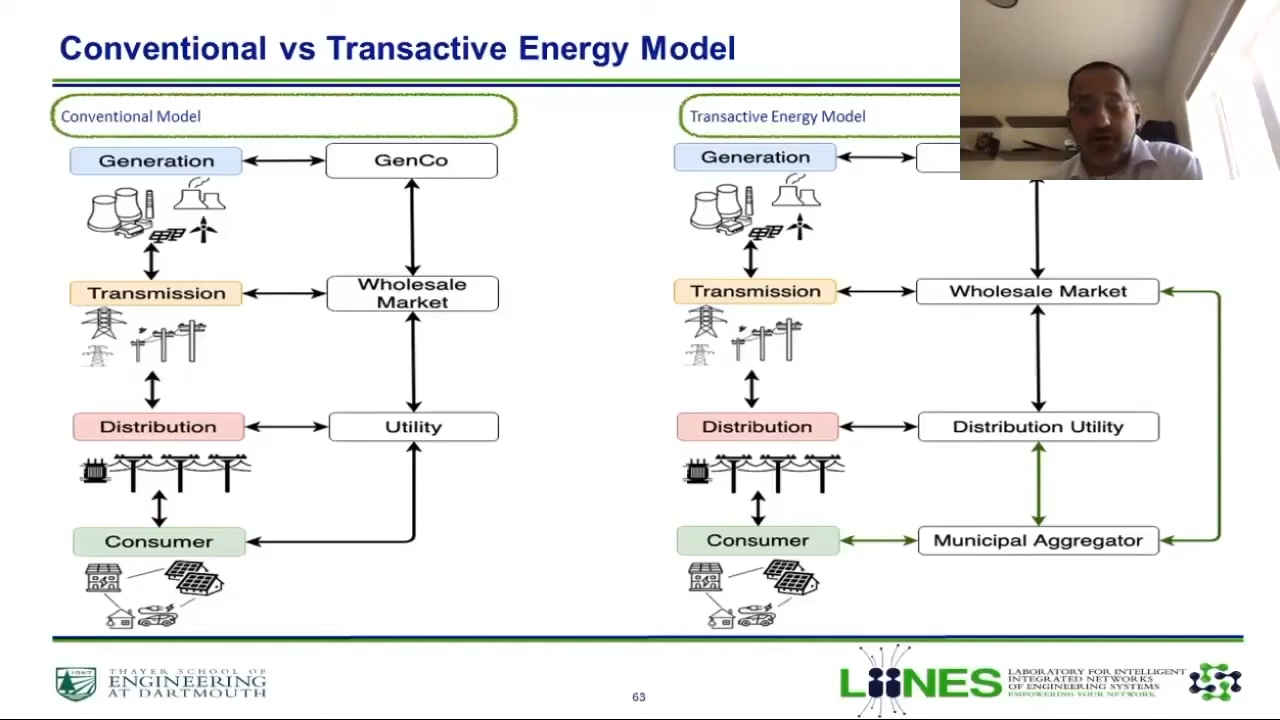 Conventional vs Transactive Energy Model
Conventional Model
Generation
GenCo
Transmission
Wholesale
Market
Distribution
Utility
Consumer
Transactive Energy Model
Generation
Transmission
Wholesale Market
Distribution
Distribution Utility
Consumer
Municipal Aggregator
1867
THAYER SCHOOL OF
ENGINEERING
AT DARTMOUTH
63
LIINES
LABORATORY FOR INTELLIGENT
INTEGRATED NETWORKS
OF ENGINEERING SYSTEMS
EMPOWERING YOUR NETWORK